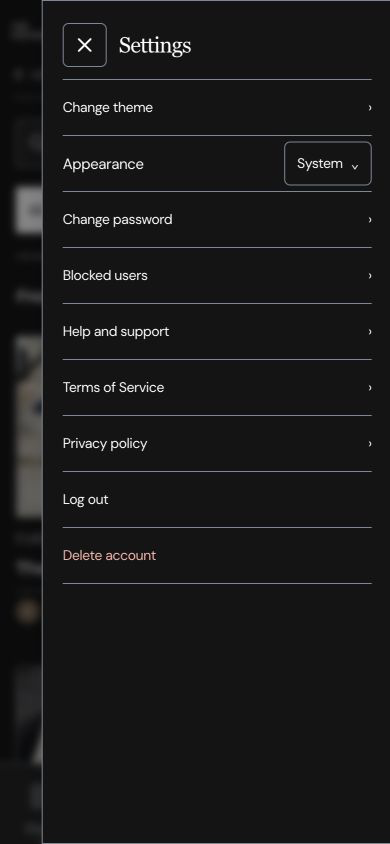 Settings
Change theme
Appearance
System
Change password
Blocked users
Help and support
Terms of Service
Privacy policy
Log out
Delete account